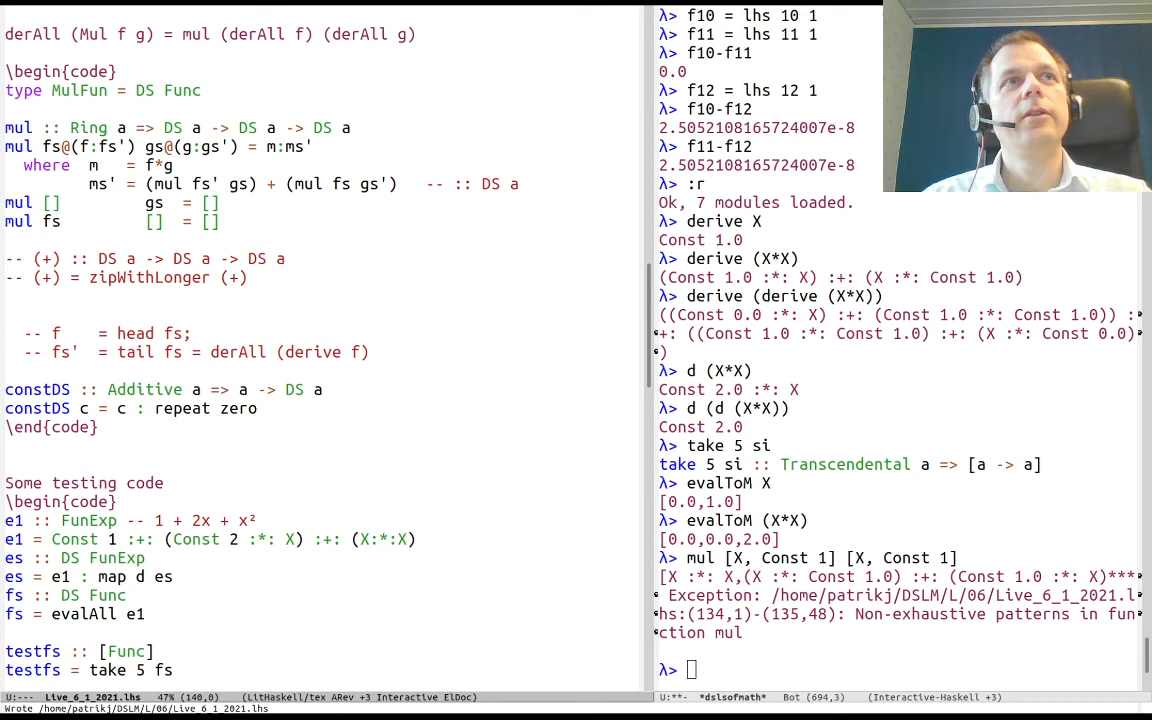 derAll (Mul f g) = mul (derAll f) (derAll g)
\begin{code}
type MulFun = DS Func
mul :: Ring a => DS a -> DS a -> DS a
mul fs@(f:fs') gs@(g:gs') = m:ms'
  where  m   = f*g
         ms' = (mul fs' gs) + (mul fs gs')   -- :: DS a
mul []         gs  = []
mul fs         []  = []
-- (+) :: DS a -> DS a -> DS a
-- (+) = zipWithLonger (+)
  -- f    = head fs;
  -- fs'  = tail fs = derAll (derive f)
constDS :: Additive a => a -> DS a
constDS c = c : repeat zero
\end{code}
Some testing code
\begin{code}
e1 :: FunExp -- 1 + 2x + x²
e1 = Const 1 :+: (Const 2 :*: X) :+: (X:*:X)
es :: DS FunExp
es = e1 : map d es
fs :: DS Func
fs = evalAll e1
testfs :: [Func]
testfs = take 5 fs
U:---  Live_6_1_2021.lhs   47% (140,0)    (LitHaskell/tex ARev +3 Interactive ElDoc)
Wrote /home/patrikj/DSLM/L/06/Live_6_1_2021.lhs
λ> f10 = lhs 10 1
λ> f11 = lhs 11 1
λ> f10-f11
0.0
λ> f12 = lhs 12 1
λ> f10-f12
2.5052108165724007e-8
λ> f11-f12
2.5052108165724007e-8
λ> :r
Ok, 7 modules loaded.
λ> derive X
Const 1.0
λ> derive (X*X)
(Const 1.0 :*: X) :+: (X :*: Const 1.0)
λ> derive (derive (X*X))
((Const 0.0 :*: X) :+: (Const 1.0 :*: Const 1.0)) :
+: ((Const 1.0 :*: Const 1.0) :+: (X :*: Const 0.0)
)
λ> d (X*X)
Const 2.0 :*: X
λ> d (d (X*X))
Const 2.0
λ> take 5 si
take 5 si :: Transcendental a => [a -> a]
λ> evalToM X
[0.0,1.0]
λ> evalToM (X*X)
[0.0,0.0,2.0]
λ> mul [X, Const 1] [X, Const 1]
[X :*: X,(X :*: Const 1.0) :+: (Const 1.0 :*: X)***
 Exception: /home/patrikj/DSLM/L/06/Live_6_1_2021.l
hs:(134,1)-(135,48): Non-exhaustive patterns in fun
ction mul
λ>
U:**-  *dslsofmath*   Bot (694,3)    (Interactive-Haskell +3)